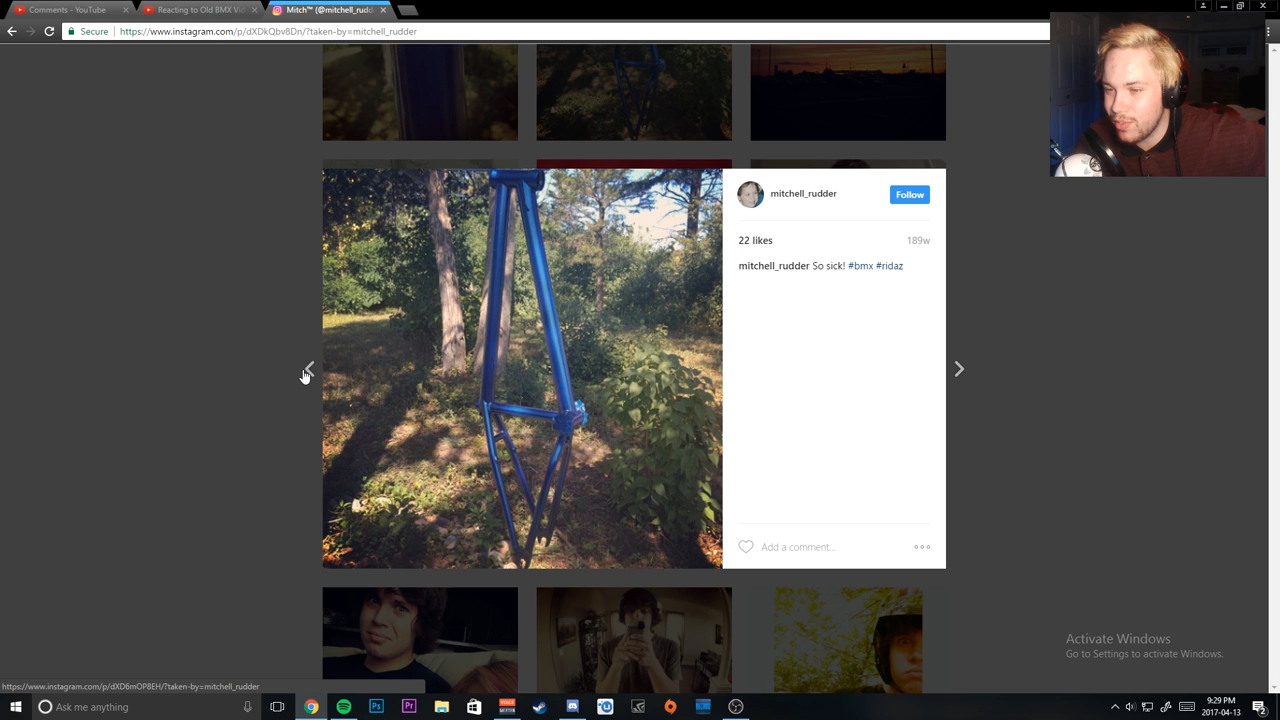 Comments - YouTube
Reacting to Old BMX Vi
Mitch™ (@mitchell_rudd
Secure
https://www.instagram.com/p/dXDkQbv8Dn/?taken-by=mitchell_rudder
mitchell_rudder
Follow
22 likes
189w
mitchell_rudder So sick! #bmx #ridaz
Add a comment...
Activate Windows
Go to Settings to activate Windows.
https://www.instagram.com/p/dXD6mOP8EH/?taken-by=mitchell_rudder
Ask me anything
9:29 PM
2017-04-13